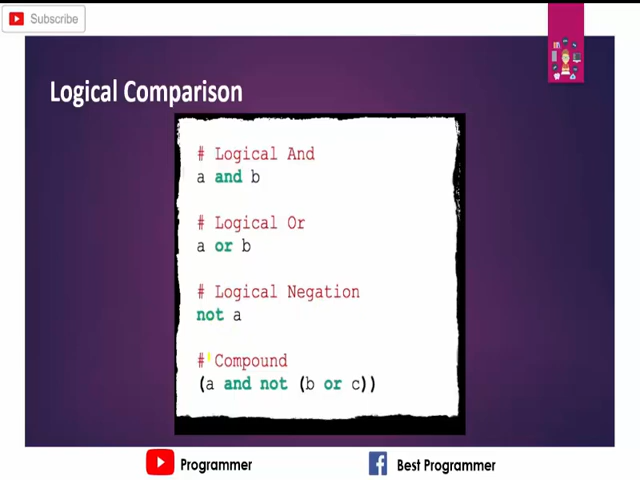 Subscribe
Logical Comparison
# Logical And
a and b
# Logical Or
a or b
# Logical Negation
not a
# Compound
(a and not (b or c))
Programmer
Best Programmer